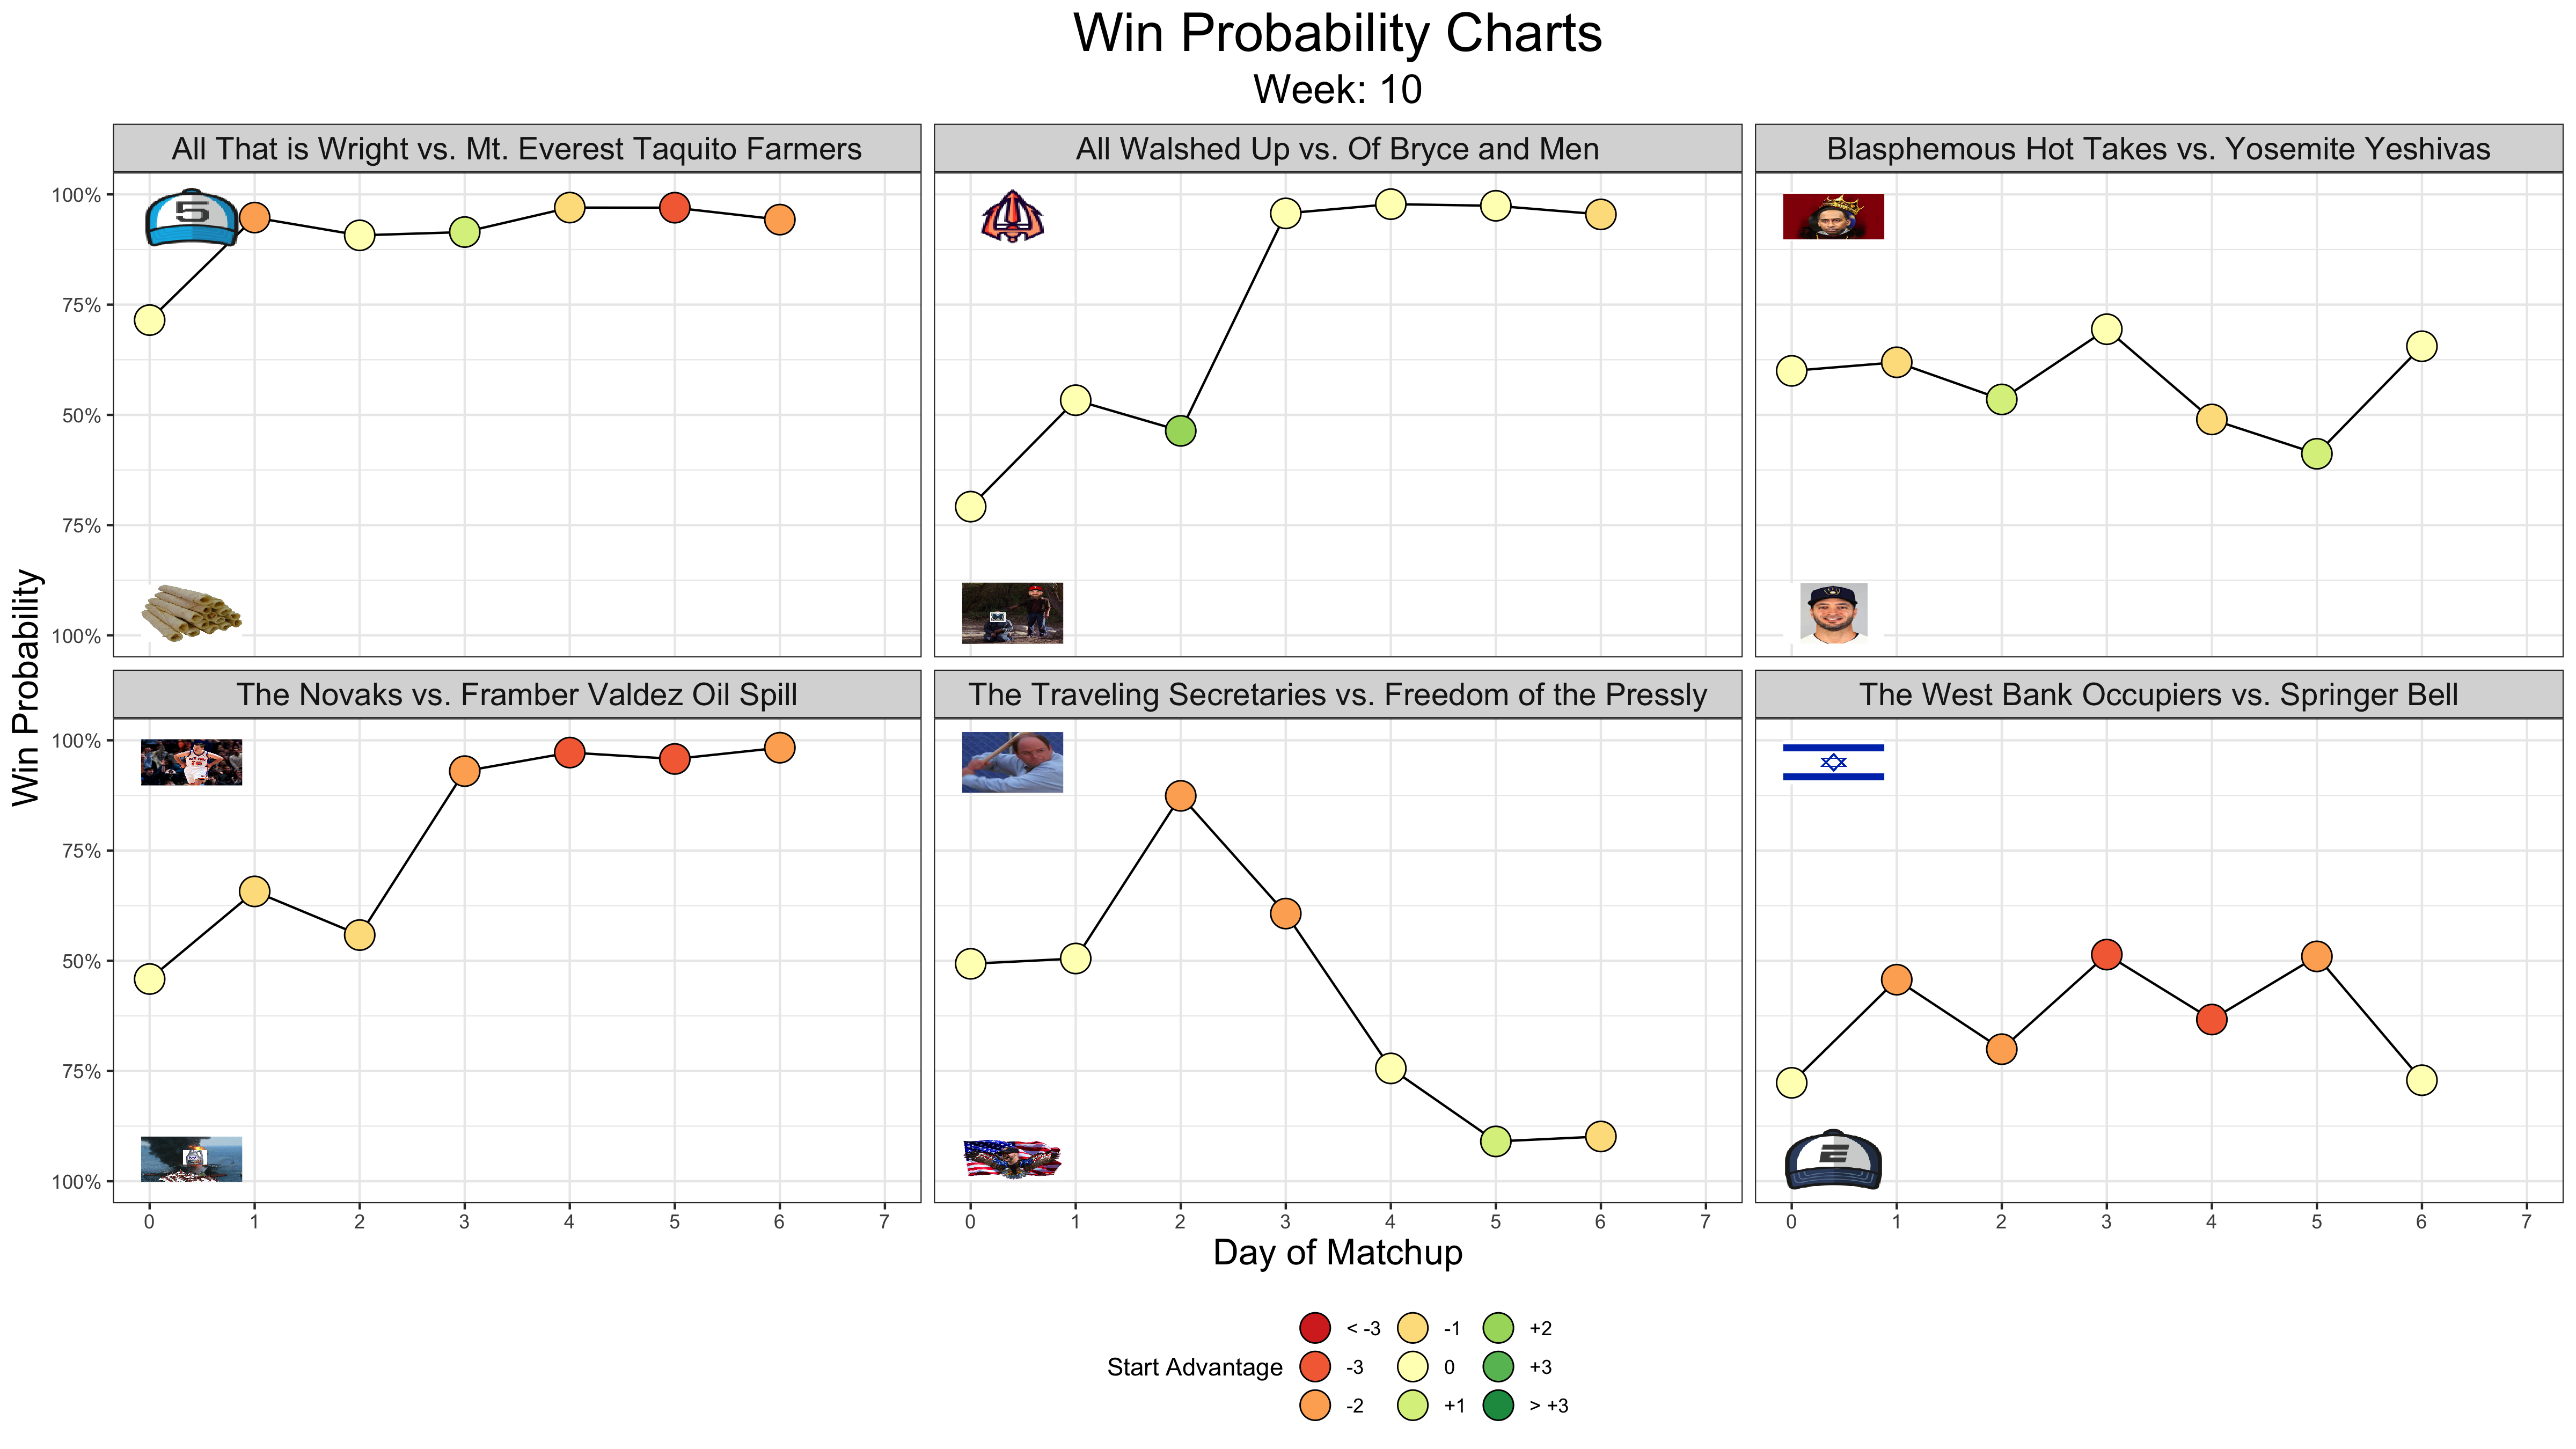 Win Probability Charts
Week: 10
All That is Wright vs. Mt. Everest Taquito Farmers
All Walshed Up vs. Of Bryce and Men
Blasphemous Hot Takes vs. Yosemite Yeshivas
100%
75%
50%
75%
100%
5
Win Probability
The Novaks vs. Framber Valdez Oil Spill
The Traveling Secretaries vs. Freedom of the Pressly
The West Bank Occupiers vs. Springer Bell
100%
75%
50%
75%
100%
E
0 1 2 3 4 5 6 7
0 1 2 3 4 5 6 7
0 1 2 3 4 5 6 7
Day of Matchup
Start Advantage
< -3 -1 +2
-3 0 +3
-2 +1 > +3